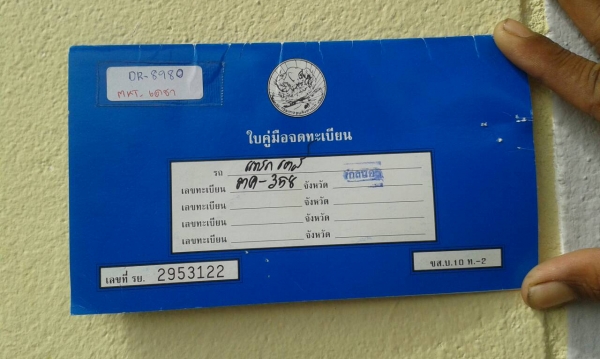 DR-8980
ใบคู่มือจดทะเบียน
รถ
เลขทะเบียน ตค-358 จังหวัด
เลขทะเบียน จังหวัด
เลขทะเบียน จังหวัด
เลขทะเบียน จังหวัด
เลขที่ รย. 2953122
ขส.บ.10 ท.-2